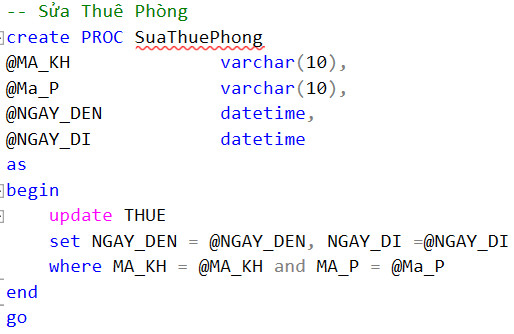 -- Sửa Thuê Phòng
create PROC SuaThuePhong
@MA_KH varchar(10),
@Ma_P varchar(10),
@NGAY_DEN datetime,
@NGAY_DI datetime
as
begin
update THUE
set NGAY_DEN = @NGAY_DEN, NGAY_DI =@NGAY_DI
where MA_KH = @MA_KH and MA_P = @Ma_P
end
go